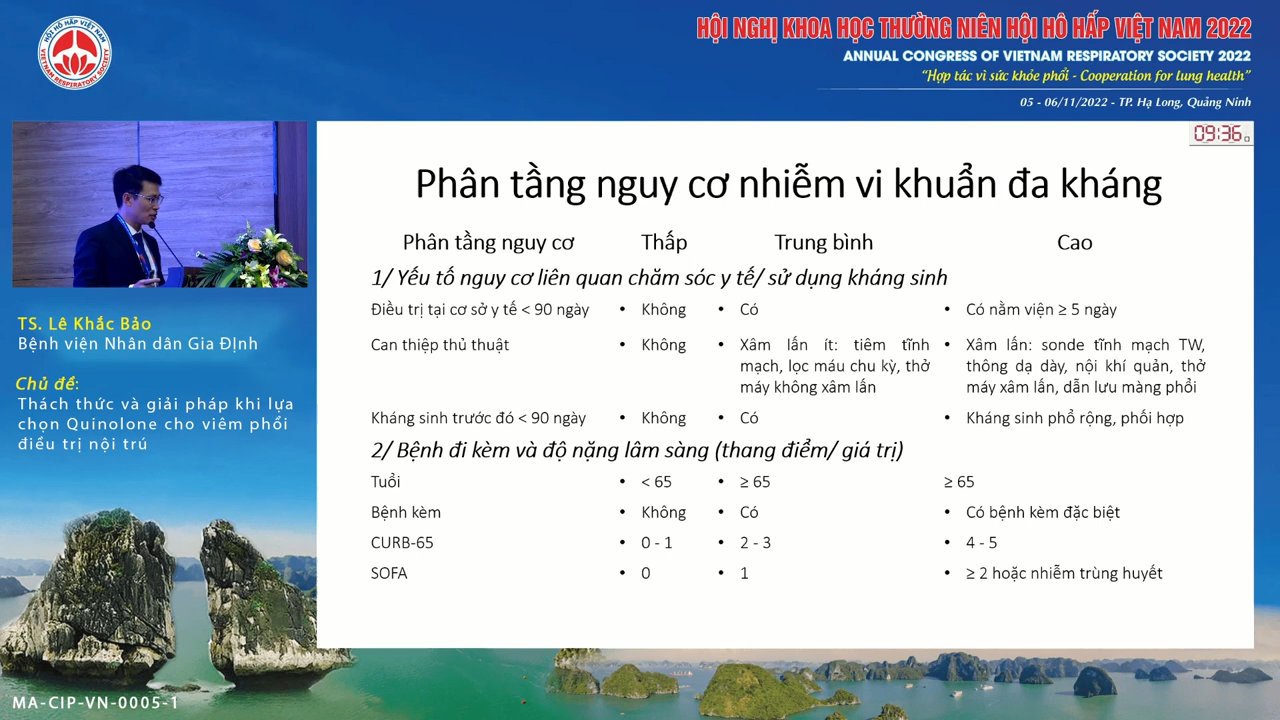 HỘI HÔ HẤP VIỆT NAM
VIETNAM RESPIRATORY SOCIETY
HỘI NGHỊ KHOA HỌC THƯỜNG NIÊN HỘI HÔ HẤP VIỆT NAM 2022
ANNUAL CONGRESS OF VIETNAM RESPIRATORY SOCIETY 2022
“Hợp tác vì sức khỏe phổi - Cooperation for lung health”
05 - 06/11/2022 - TP. Hạ Long, Quảng Ninh
09:36
TS. Lê Khắc Bảo
Bệnh viện Nhân dân Gia Định
Chủ đề:
Thách thức và giải pháp khi lựa
chọn Quinolone cho viêm phổi
điều trị nội trú
Phân tầng nguy cơ nhiễm vi khuẩn đa kháng
Phân tầng nguy cơ Thấp Trung bình Cao
1/ Yếu tố nguy cơ liên quan chăm sóc y tế/ sử dụng kháng sinh
Điều trị tại cơ sở y tế < 90 ngày • Không • Có • Có nằm viện ≥ 5 ngày
Can thiệp thủ thuật • Không • Xâm lấn ít: tiêm tĩnh • Xâm lấn: sonde tĩnh mạch TW,
mạch, lọc máu chu kỳ, thở thông dạ dày, nội khí quản, thở
máy không xâm lấn máy xâm lấn, dẫn lưu màng phổi
Kháng sinh trước đó < 90 ngày • Không • Có • Kháng sinh phổ rộng, phối hợp
2/ Bệnh đi kèm và độ nặng lâm sàng (thang điểm/ giá trị)
Tuổi • < 65 • ≥ 65 ≥ 65
Bệnh kèm • Không • Có • Có bệnh kèm đặc biệt
CURB-65 • 0 - 1 • 2 - 3 • 4 - 5
SOFA • 0 • 1 • ≥ 2 hoặc nhiễm trùng huyết
MA-CIP-VN-0005-1